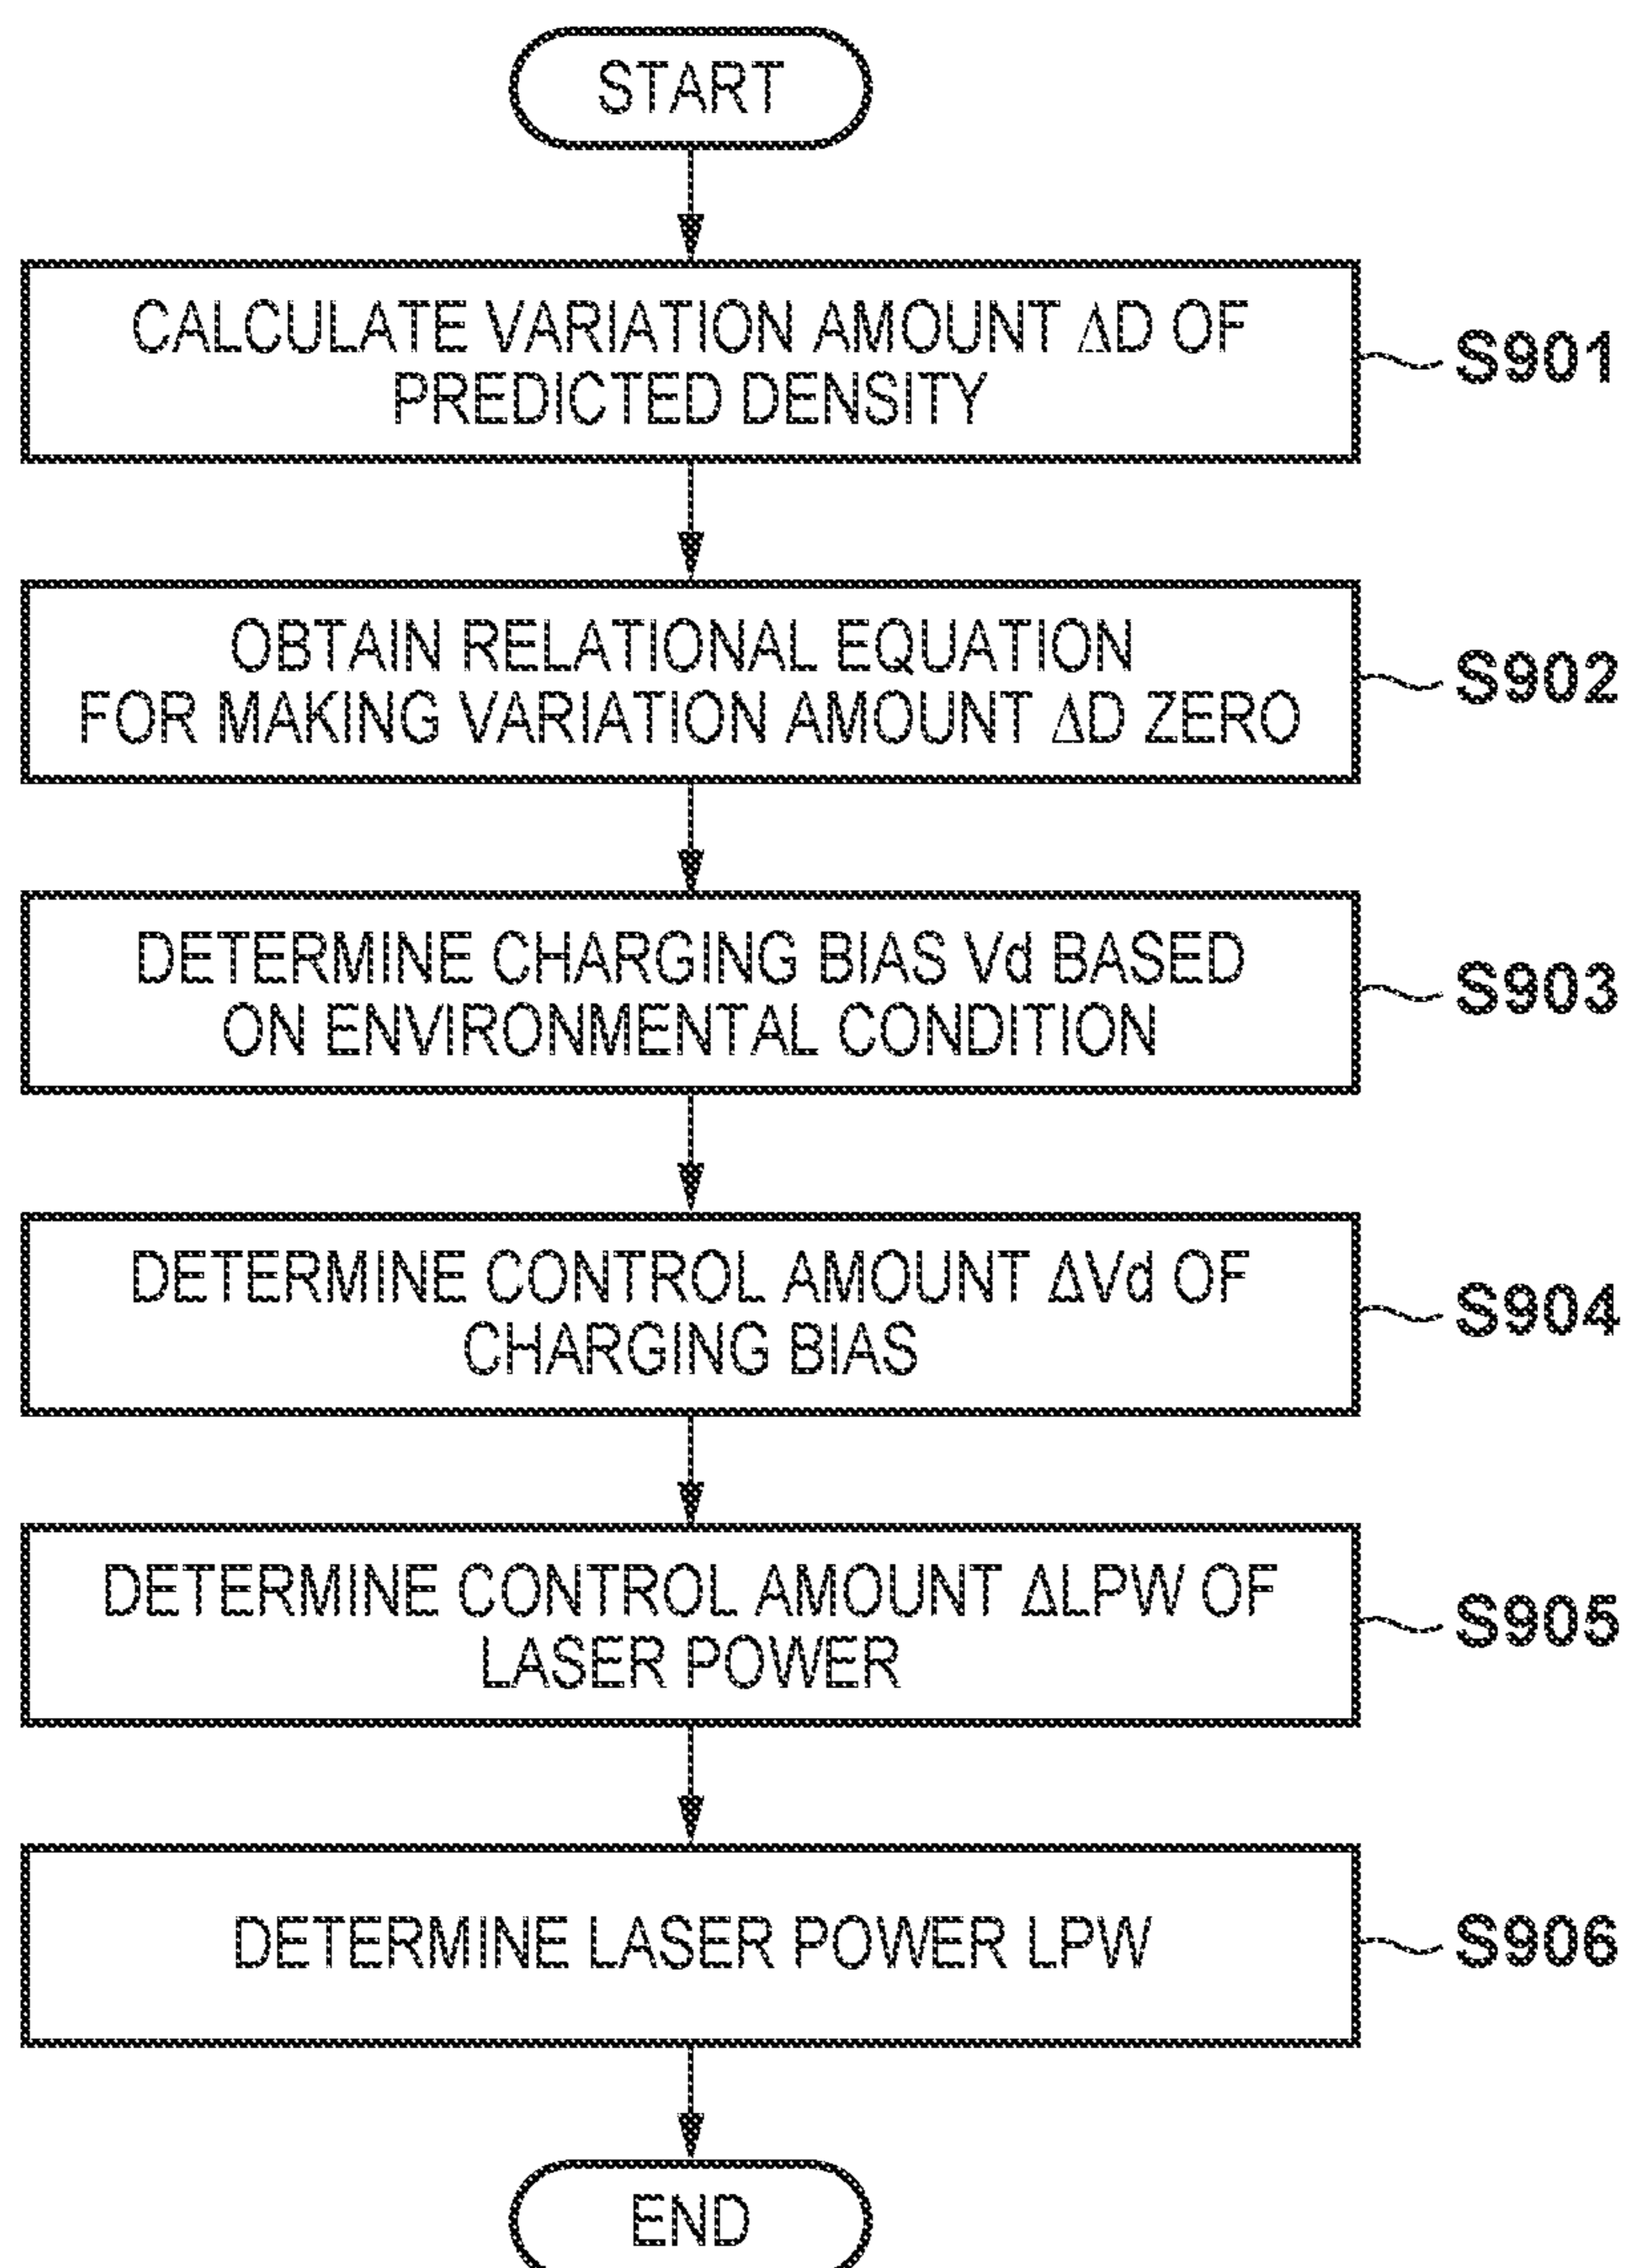 START
CALCULATE VARIATION AMOUNT ΔD OF
PREDICTED DENSITY
S901
OBTAIN RELATIONAL EQUATION
FOR MAKING VARIATION AMOUNT ΔD ZERO
S902
DETERMINE CHARGING BIAS Vd BASED
ON ENVIRONMENTAL CONDITION
S903
DETERMINE CONTROL AMOUNT ΔVd OF
CHARGING BIAS
S904
DETERMINE CONTROL AMOUNT ΔLPW OF
LASER POWER
S905
DETERMINE LASER POWER LPW
S906
END